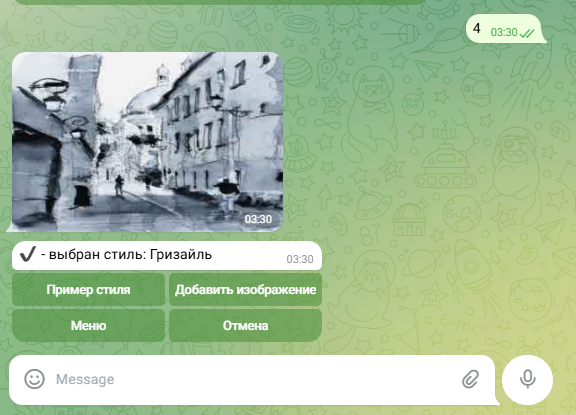 4 03:30
03:30
✔ - выбран стиль: Гризайль 03:30
Пример стиля Добавить изображение
Меню Отмена
Message